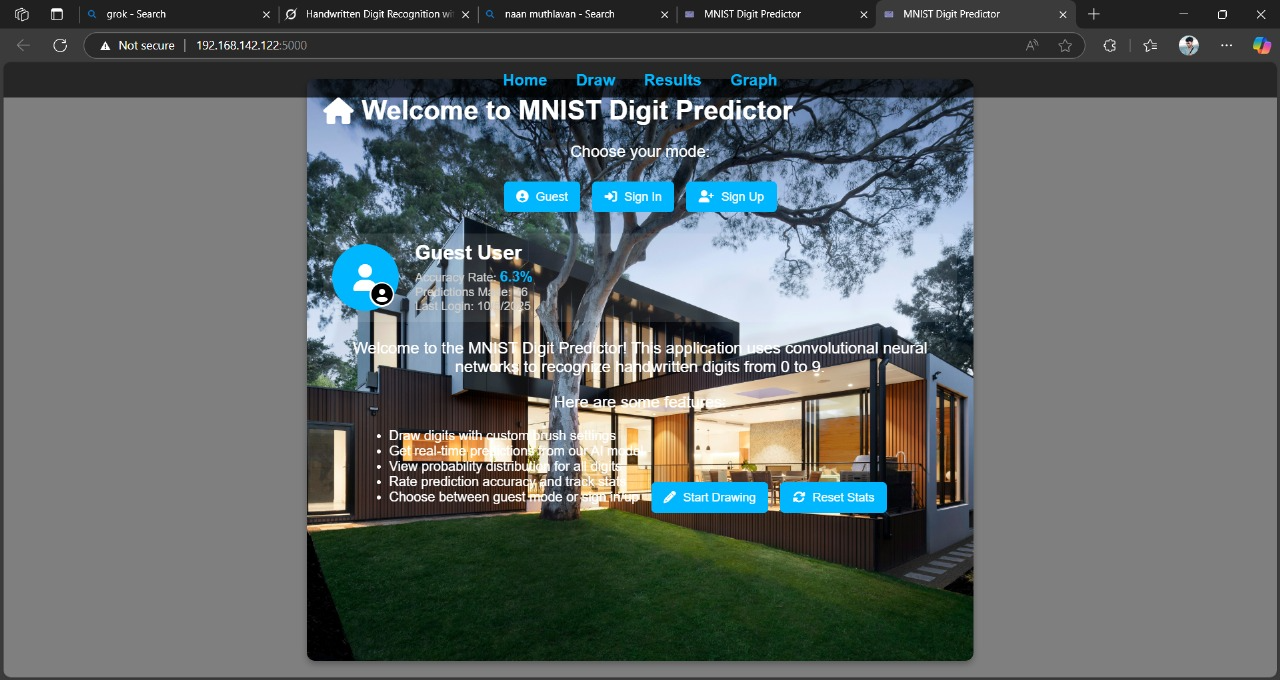 grok - Search
Handwritten Digit Recognition wi
naan muthlavan - Search
MNIST Digit Predictor
MNIST Digit Predictor
Not secure
192.168.142.122:5000
Home Draw Results Graph
Welcome to MNIST Digit Predictor
Choose your mode:
Guest Sign In Sign Up
Guest User
Accuracy Rate: 6.3%
Predictions Made:
Last Login:
Welcome to the MNIST Digit Predictor! This application uses convolutional neural
networks to recognize handwritten digits from 0 to 9.
Here are some features:
• Draw digits with custom brush settings
• Get real-time predictions from our AI model
• View probability distribution for all digits
• Rate prediction accuracy and track stats
• Choose between guest mode or sign in/up
Start Drawing Reset Stats